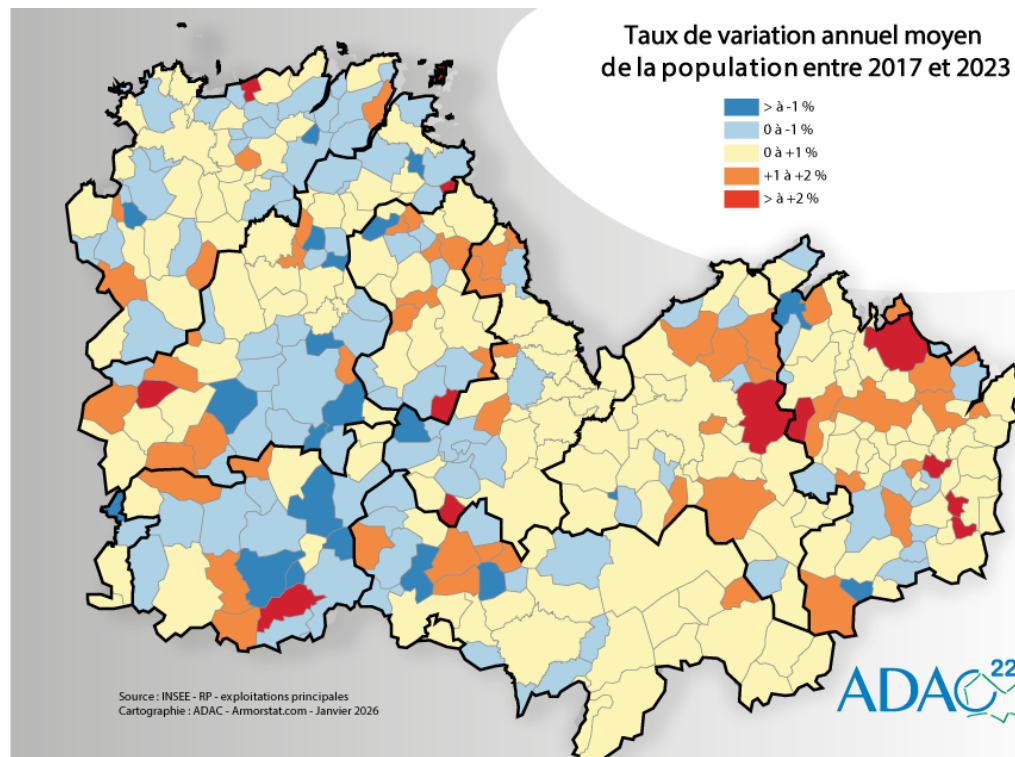 Taux de variation annuel moyen
de la population entre 2017 et 2023
> à -1 %
0 à -1%
0 à +1 %
+1 à +2 %
> à +2 %
Source : INSEE - RP - exploitations principales
Cartographie : ADAC - Armorstat.com - Janvier 2026
ADAC 22